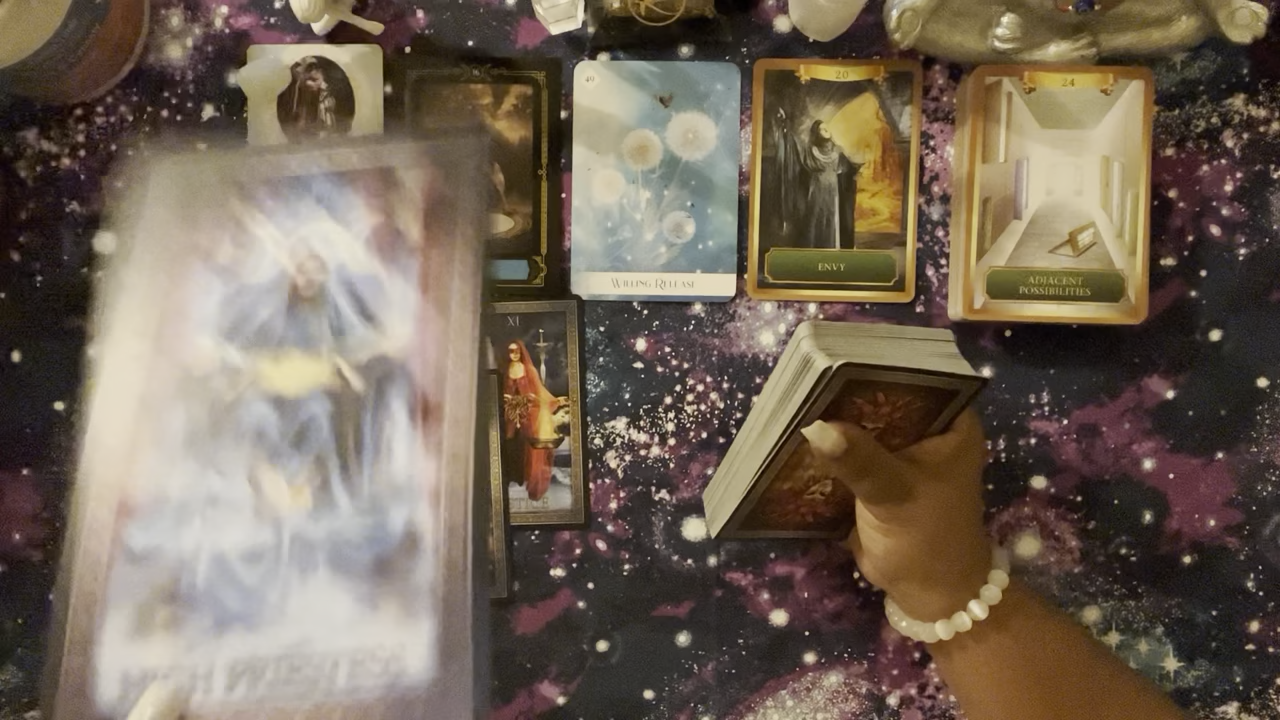 49
20
24
WILLING RELEASE
ENVY
ADJACENT
POSSIBILITIES
XI
HIGH PRIESTESS